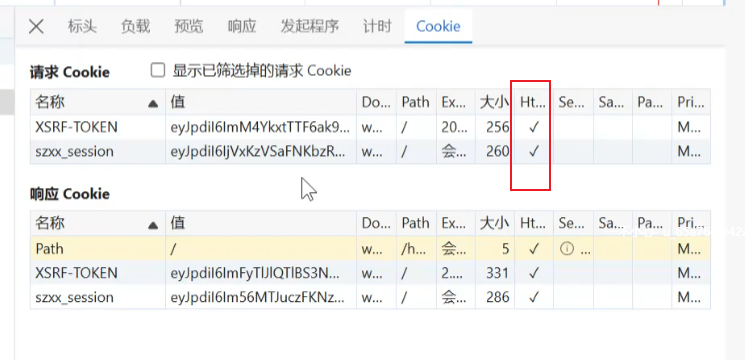 标头 负载 预览 响应 发起程序 计时 Cookie
请求 Cookie 显示已筛选掉的请求 Cookie
名称 值 Do... Path Ex... 大小 Ht... Se... Sa... Pa... Pri...
XSRF-TOKEN eyJpdiI6ImM4YkxtTTF6ak9... w... / 20... 256 ✓ M...
szxx_session eyJpdiI6IjVxKzVSaFNKbzR... w... / 会... 260 ✓ M...
响应 Cookie
名称 值 Do... Path Ex... 大小 Ht... Se... Sa... Pa... Pri...
Path / w... /h... 会... 5 ✓ ⓘ ... M...
XSRF-TOKEN eyJpdiI6ImFyTlJlQTlBS3N... w... / 2.... 331 ✓ M...
szxx_session eyJpdiI6Im56MTJuczFKNz... w... / 会... 286 ✓ M...